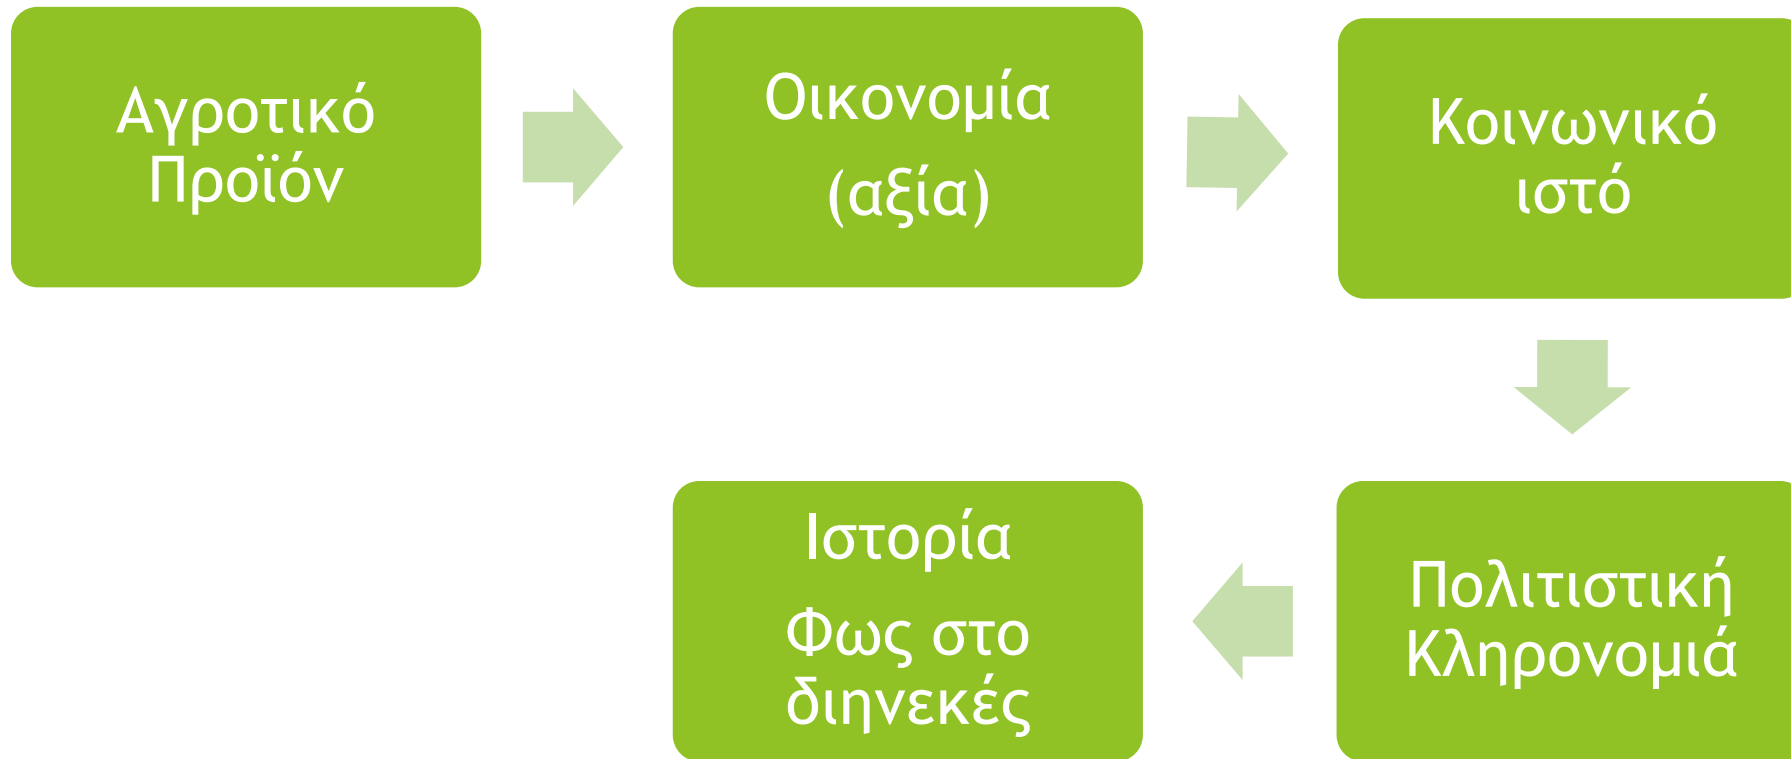 Αγροτικό
Προϊόν
Οικονομία
(αξία)
Κοινωνικό
ιστό
Πολιτιστική
Κληρονομιά
Ιστορία
Φως στο
διηνεκές